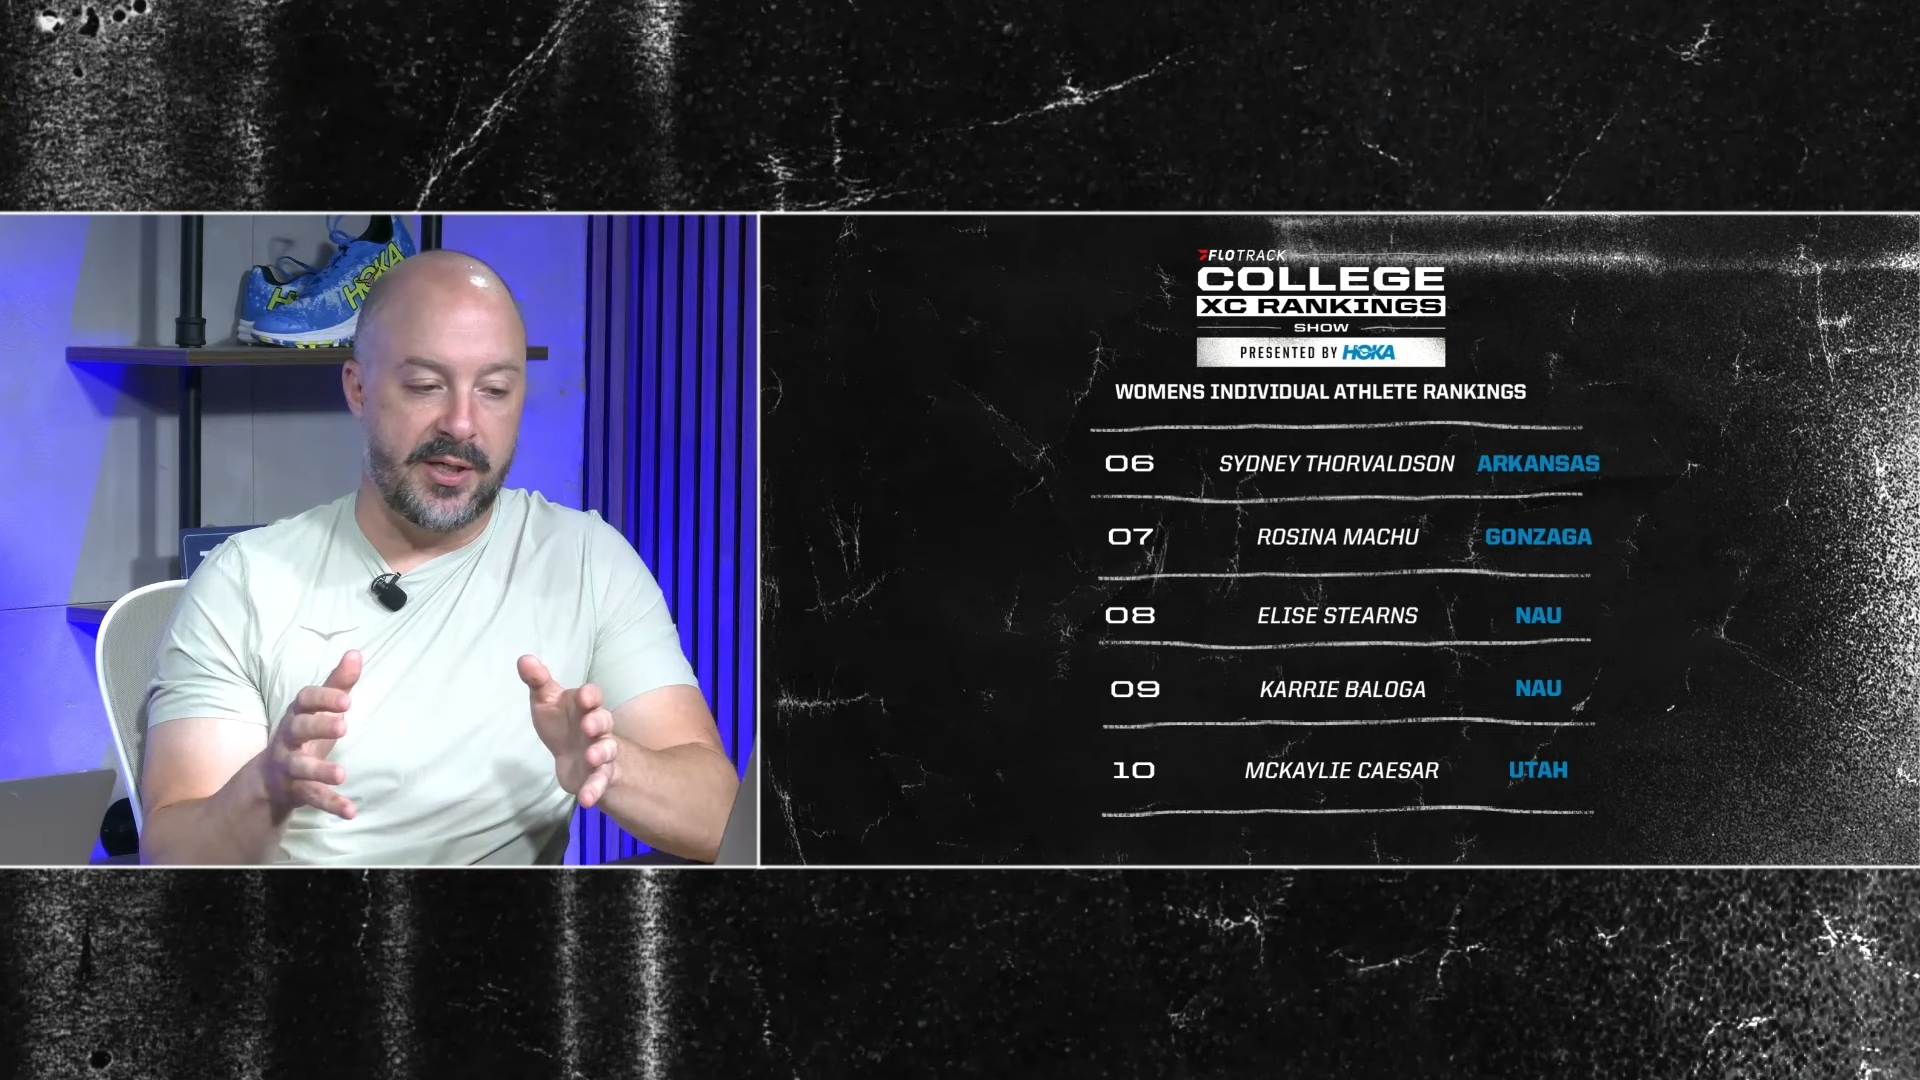 HOKA
FLOTRACK
COLLEGE
XC RANKINGS
SHOW
PRESENTED BY HOKA
WOMENS INDIVIDUAL ATHLETE RANKINGS
06 SYDNEY THORVALDSON ARKANSAS
07 ROSINA MACHU GONZAGA
08 ELISE STEARNS NAU
09 KARRIE BALOGA NAU
10 MCKAYLIE CAESAR UTAH